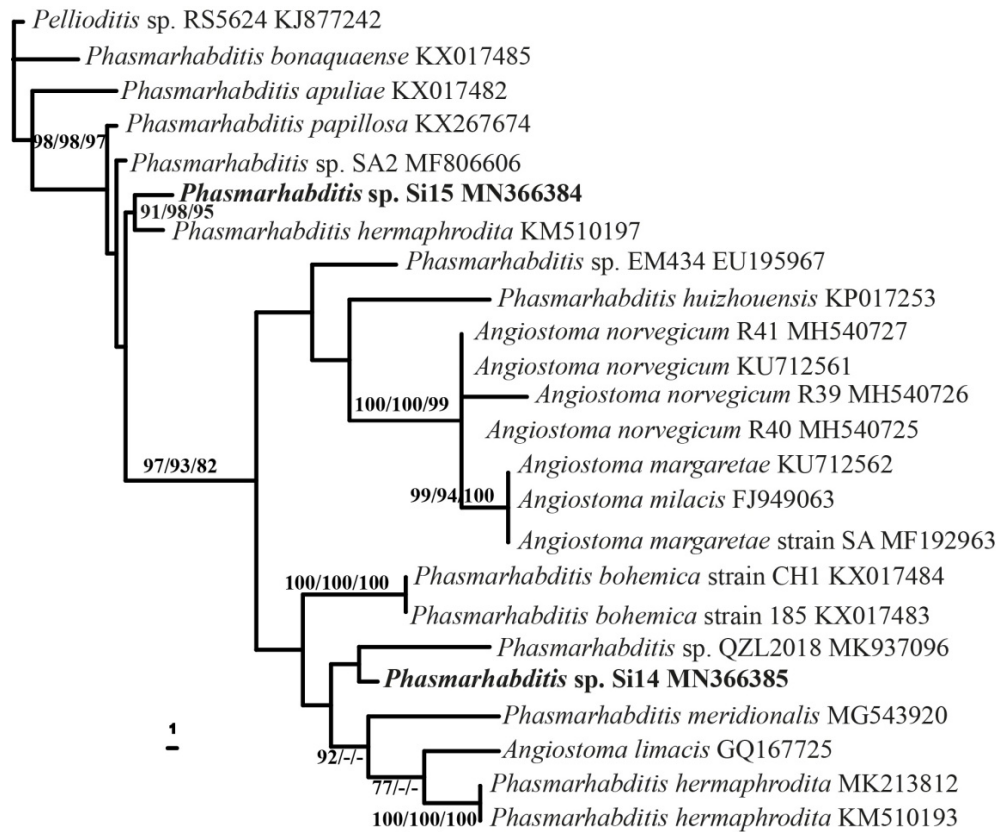 Pellioditis sp. RS5624 KJ877242
Phasmarhabditis bonaquaense KX017485
Phasmarhabditis apuliae KX017482
Phasmarhabditis papillosa KX267674
98/98/97
Phasmarhabditis sp. SA2 MF806606
Phasmarhabditis sp. Si15 MN366384
91/98/95
Phasmarhabditis hermaphrodita KM510197
Phasmarhabditis sp. EM434 EU195967
Phasmarhabditis huizhouensis KP017253
Angiostoma norvegicum R41 MH540727
Angiostoma norvegicum KU712561
Angiostoma norvegicum R39 MH540726
100/100/99
Angiostoma norvegicum R40 MH540725
Angiostoma margaretae KU712562
97/93/82
99/94/100
Angiostoma milacis FJ949063
Angiostoma margaretae strain SA MF192963
Phasmarhabditis bohemica strain CH1 KX017484
100/100/100
Phasmarhabditis bohemica strain 185 KX017483
Phasmarhabditis sp. QZL2018 MK937096
Phasmarhabditis sp. Si14 MN366385
Phasmarhabditis meridionalis MG543920
1
Angiostoma limacis GQ167725
92/-/-
77/-/-
Phasmarhabditis hermaphrodita MK213812
Phasmarhabditis hermaphrodita KM510193
100/100/100